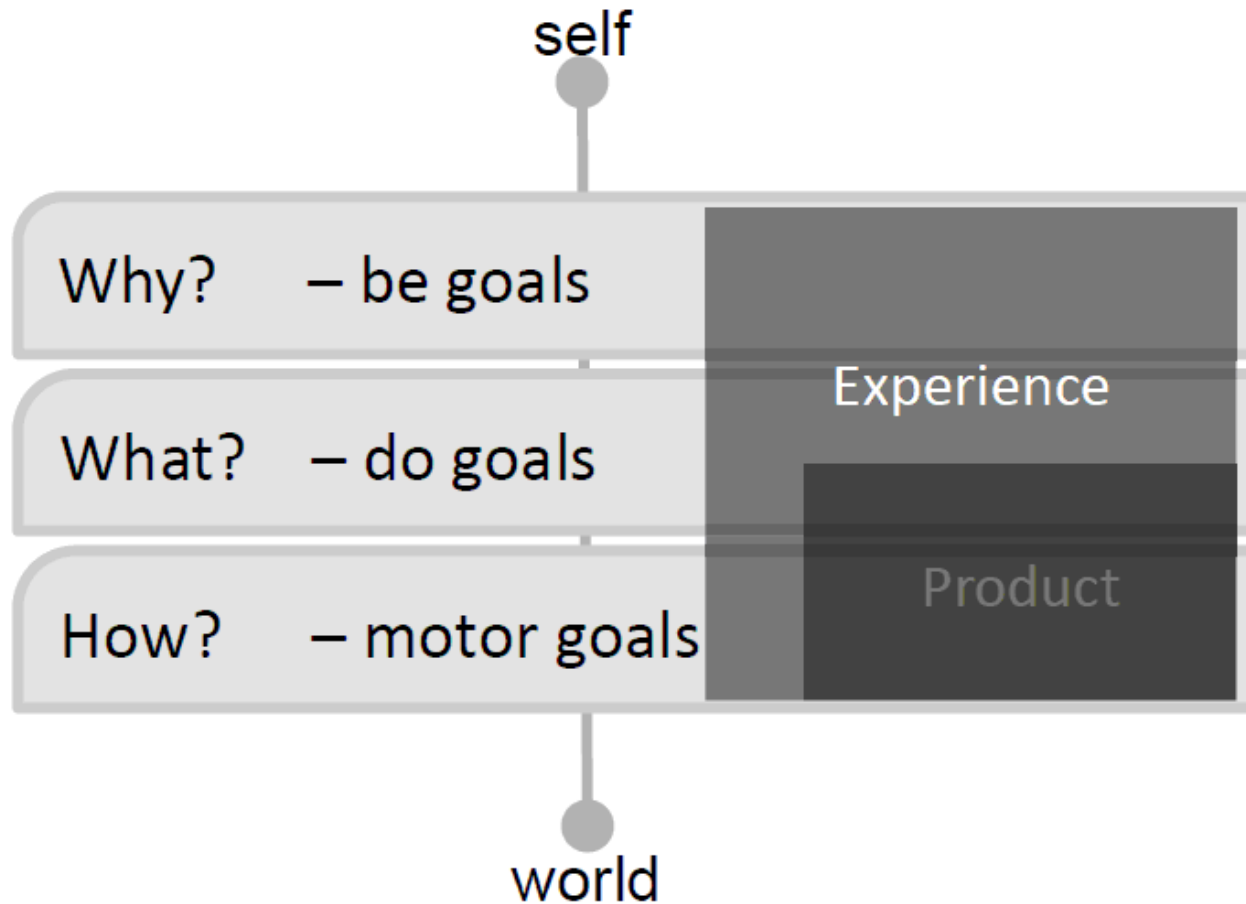 self
Why? – be goals
Experience
What? – do goals
Product
How? – motor goals
world